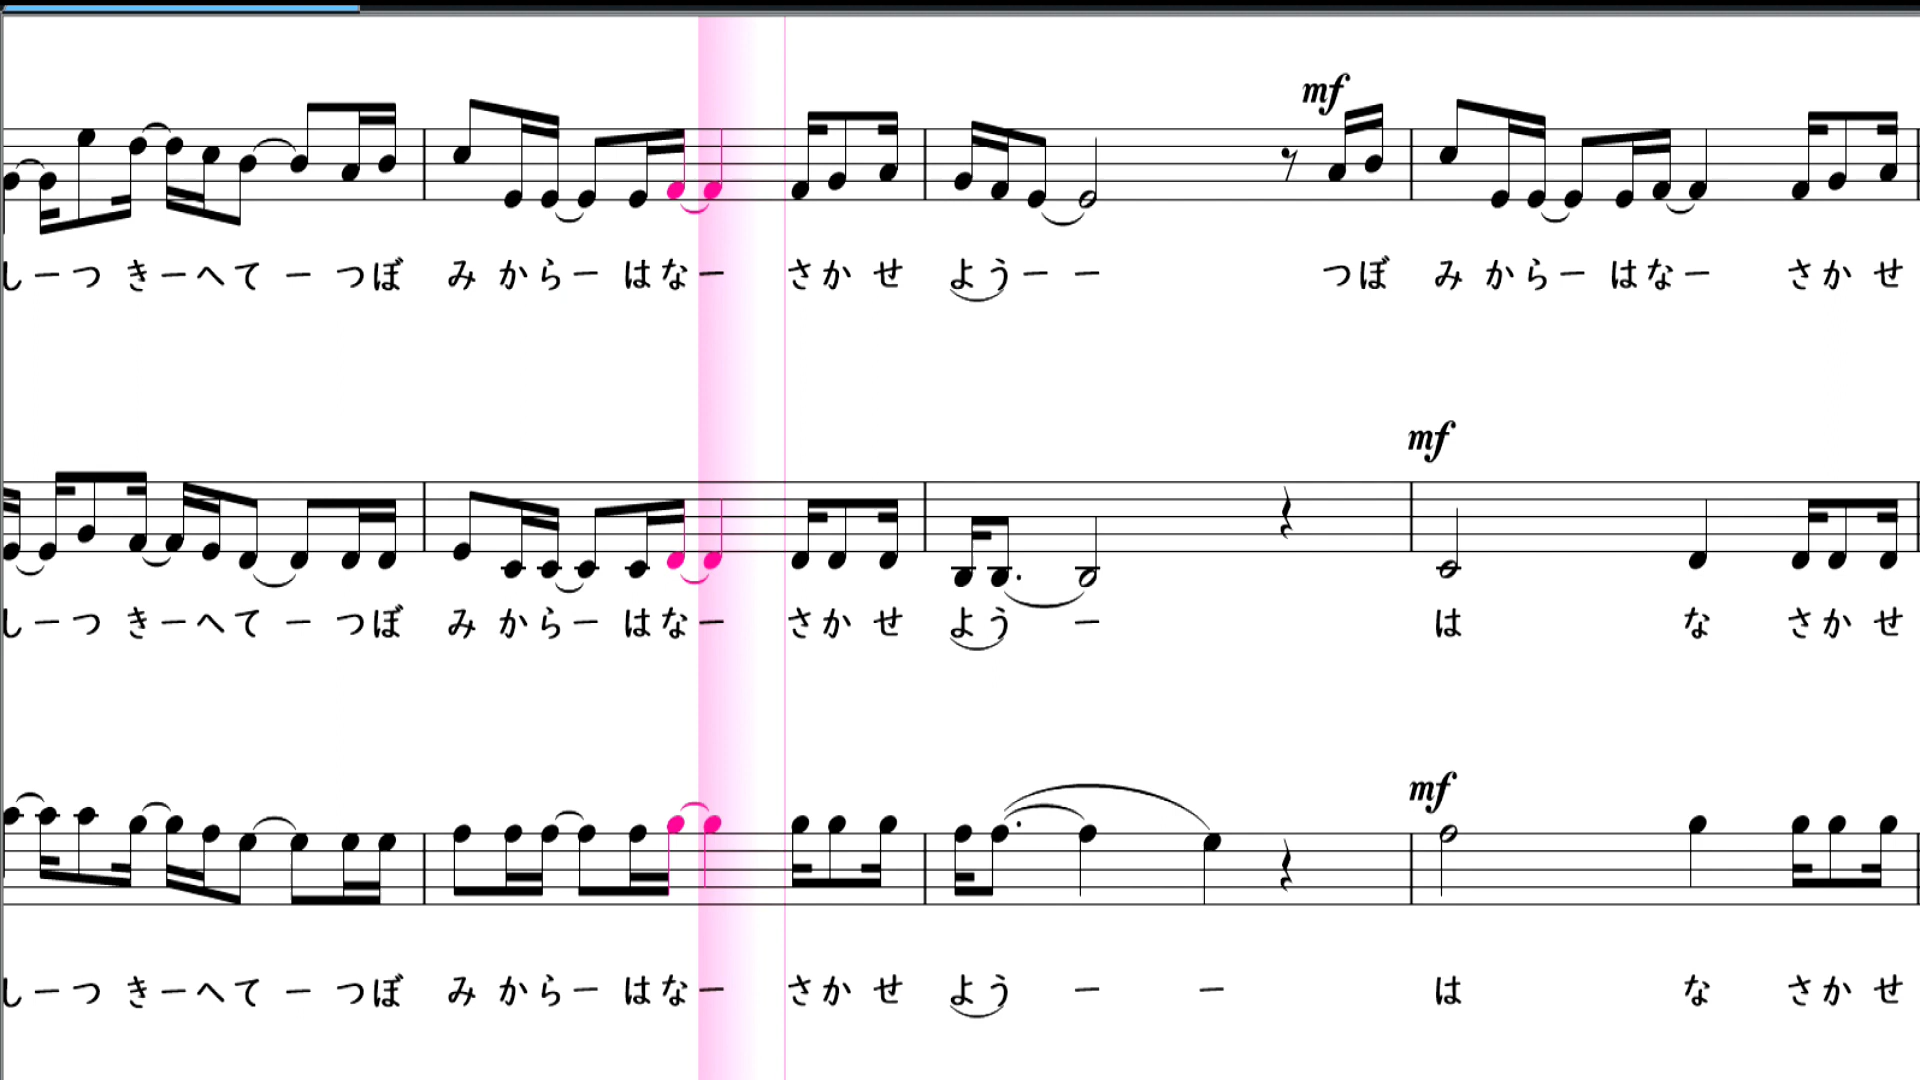 mf
しーつ きーへて ー つぼ みから ー はな ー さか せ よう ー ー つぼ みから ー はな ー さか せ
mf
しーつ きーへて ー つぼ みから ー はな ー さか せ よう ー は な さか せ
mf
しーつ きーへて ー つぼ みから ー はな ー さか せ よう ー ー は な さか せ